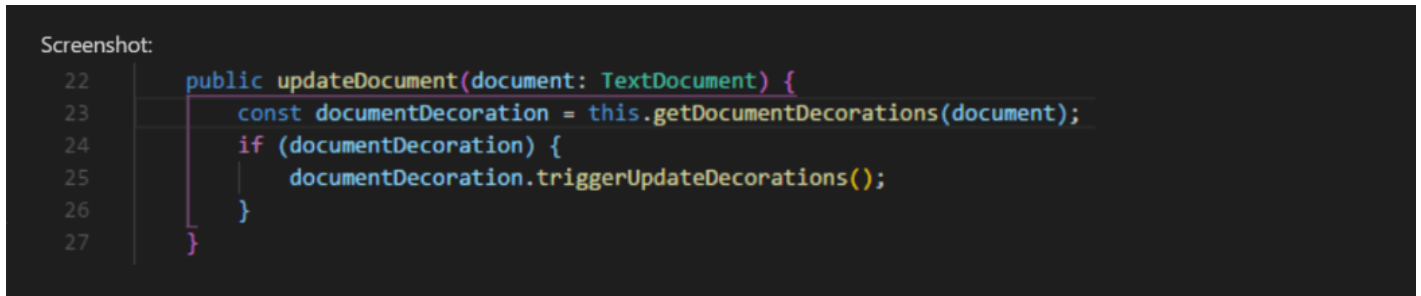 Screenshot:
22 public updateDocument(document: TextDocument) {
23 const documentDecoration = this.getDocumentDecorations(document);
24 if (documentDecoration) {
25 documentDecoration.triggerUpdateDecorations();
26 }
27 }